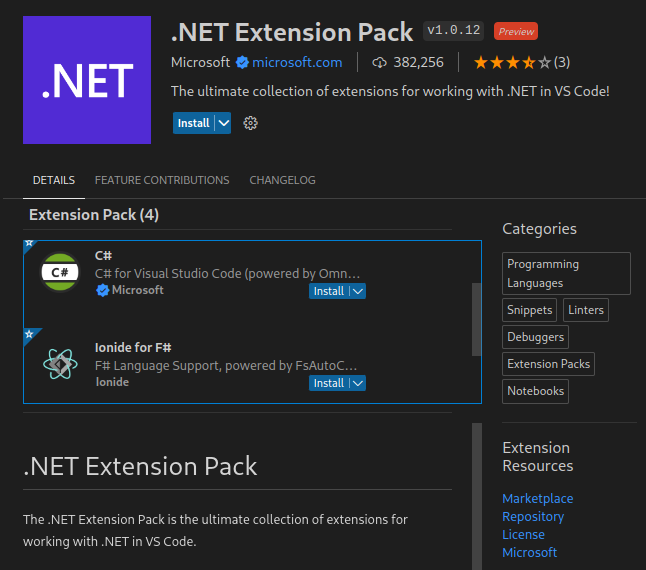 .NET
.NET Extension Pack v1.0.12 Preview
Microsoft microsoft.com 382,256 (3)
The ultimate collection of extensions for working with .NET in VS Code!
Install
DETAILS FEATURE CONTRIBUTIONS CHANGELOG
Extension Pack (4)
C#
C#
C# for Visual Studio Code (powered by Omn...
Microsoft Install
Ionide for F#
F# Language Support, powered by FsAutoC...
Ionide Install
.NET Extension Pack
The .NET Extension Pack is the ultimate collection of extensions for
working with .NET in VS Code.
Categories
Programming
Languages
Snippets Linters
Debuggers
Extension Packs
Notebooks
Extension
Resources
Marketplace
Repository
License
Microsoft